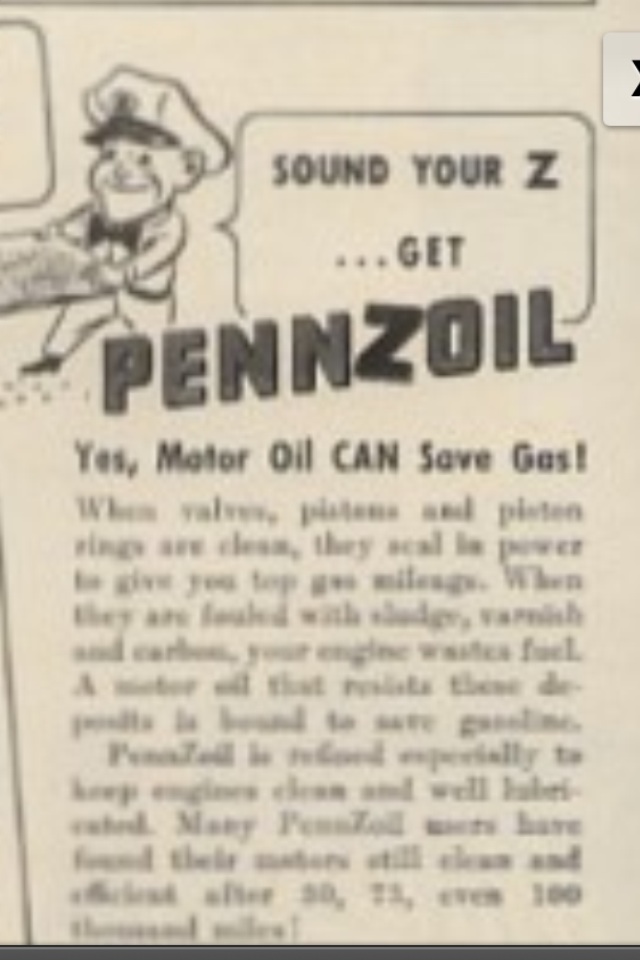 SOUND YOUR Z
...GET
PENNZOIL
Yes, Motor Oil CAN Save Gas!
When valves, pistons and piston
rings are clean, they seal in power
to give you top gas mileage. When
they are fouled with sludge, varnish
and carbon, your engine wastes fuel.
A motor oil that resists these de-
posits is bound to save gasoline.
PennZoil is refined especially to
keep engines clean and well lubri-
cated. Many PennZoil users have
found their motors still clean and
efficient after 50, 75, even 100
thousand miles!